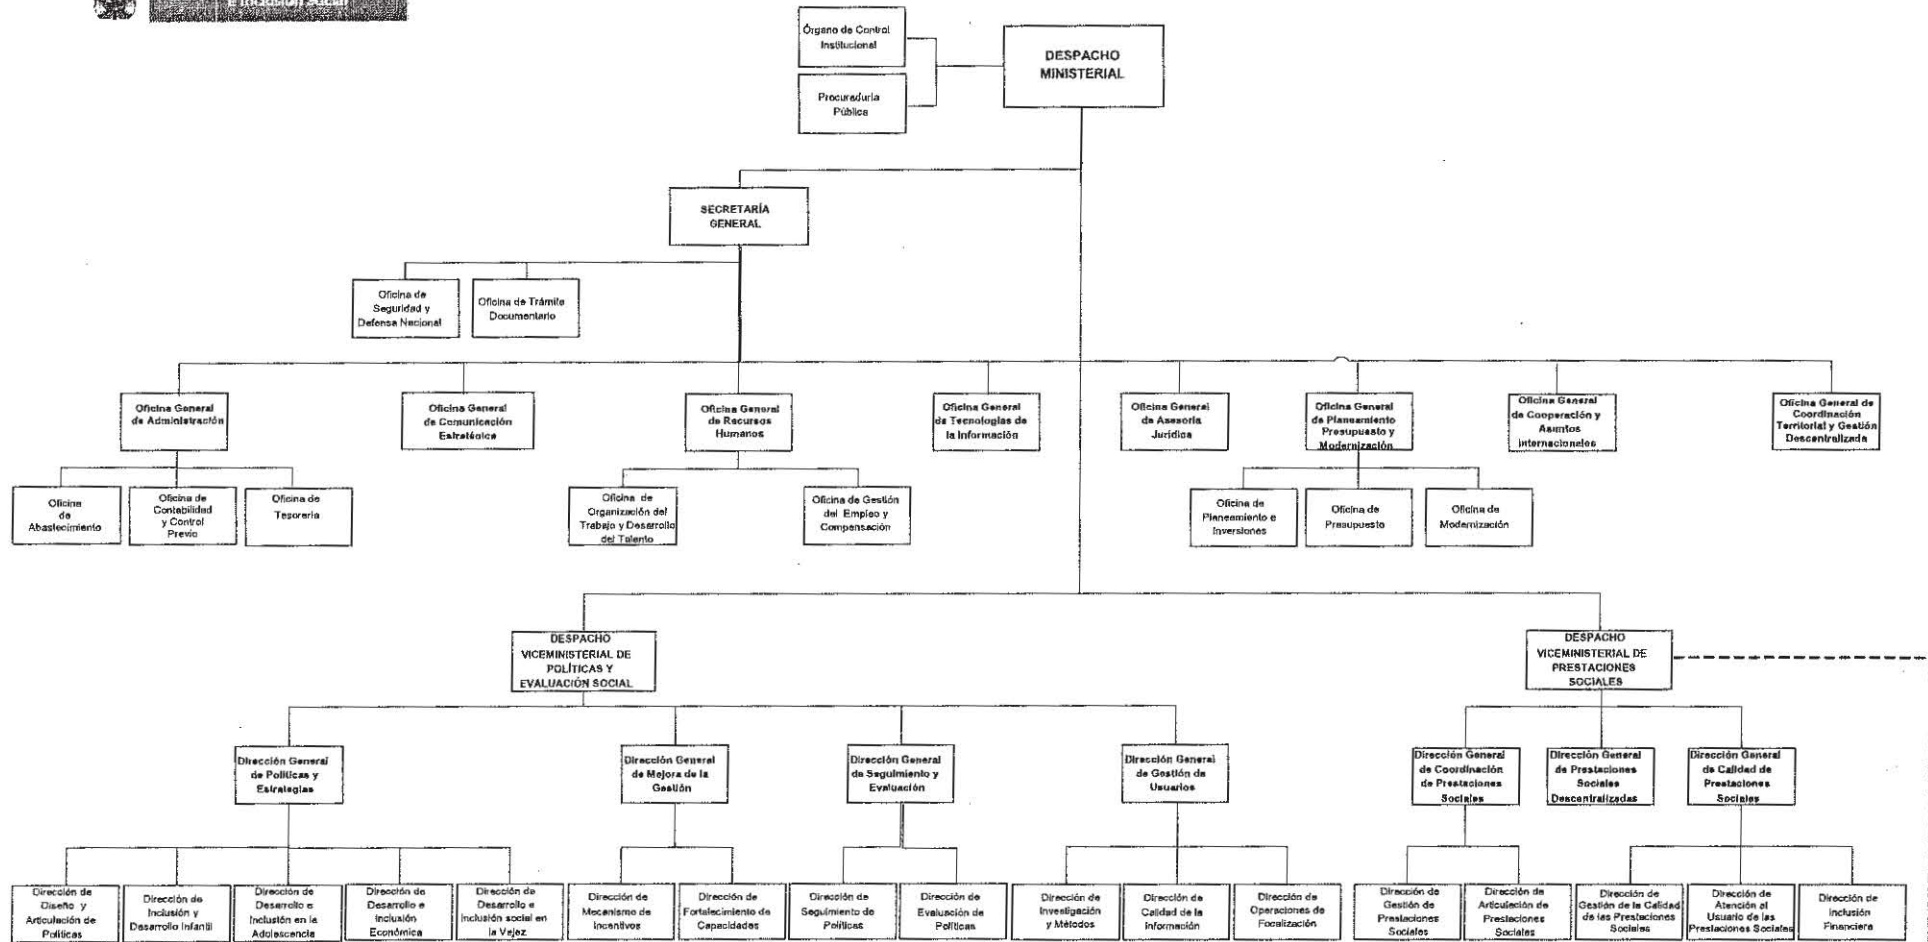 e Inclusión Social
Órgano de Control
Institucional
DESPACHO
MINISTERIAL
Procuraduría
Pública
SECRETARÍA
GENERAL
Oficina de
Seguridad y
Defensa Nacional
Oficina de Trámite
Documentario
Oficina General
de Administración
Oficina General
de Comunicación
Estratégica
Oficina General
de Recursos
Humanos
Oficina General
de Tecnologías de
la Información
Oficina General
de Asesoría
Jurídica
Oficina General
de Planeamiento
Presupuesto y
Modernización
Oficina General
de Cooperación y
Asuntos
Internacionales
Oficina General de
Coordinación
Territorial y Gestión
Descentralizada
Oficina
de
Abastecimiento
Oficina de
Contabilidad
y Control
Previo
Oficina de
Tesorería
Oficina de
Organización del
Trabajo y Desarrollo
del Talento
Oficina de Gestión
del Empleo y
Compensación
Oficina de
Planeamiento e
Inversiones
Oficina de
Presupuesto
Oficina de
Modernización
DESPACHO
VICEMINISTERIAL DE
POLÍTICAS Y
EVALUACIÓN SOCIAL
DESPACHO
VICEMINISTERIAL DE
PRESTACIONES
SOCIALES
Dirección General
de Políticas y
Estrategias
Dirección General
de Mejora de la
Gestión
Dirección General
de Seguimiento y
Evaluación
Dirección General
de Gestión de
Usuarios
Dirección General
de Coordinación
de Prestaciones
Sociales
Dirección General
de Prestaciones
Sociales
Descentralizadas
Dirección General
de Calidad de
Prestaciones
Sociales
Dirección de
Diseño y
Articulación de
Políticas
Dirección de
Inclusión y
Desarrollo Infantil
Dirección de
Desarrollo e
Inclusión en la
Adolescencia
Dirección de
Desarrollo e
Inclusión
Económica
Dirección de
Desarrollo e
Inclusión social en
la Vejez
Dirección de
Mecanismo de
Incentivos
Dirección de
Fortalecimiento de
Capacidades
Dirección de
Seguimiento de
Políticas
Dirección de
Evaluación de
Políticas
Dirección de
Investigación
y Métodos
Dirección de
Calidad de la
Información
Dirección de
Operaciones de
Focalización
Dirección de
Gestión de
Prestaciones
Sociales
Dirección de
Articulación de
Prestaciones
Sociales
Dirección de
Gestión de la Calidad
de las Prestaciones
Sociales
Dirección de
Atención al
Usuario de las
Prestaciones Sociales
Dirección de
Inclusión
Financiera